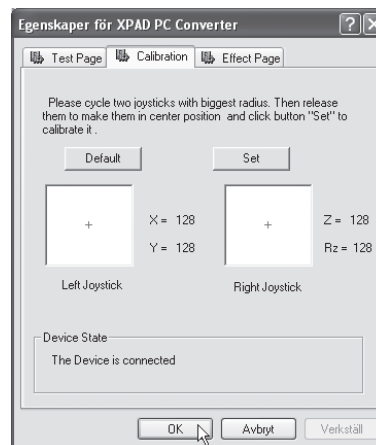 Egenskaper för XPAD PC Converter
Test Page Calibration Effect Page
Please cycle two joysticks with biggest radius. Then release
them to make them in center position and click button "Set" to
calibrate it .
Default Set
X = 128 Z = 128
Y = 128 Rz = 128
Left Joystick Right Joystick
Device State
The Device is connected
OK Avbryt Verkställ